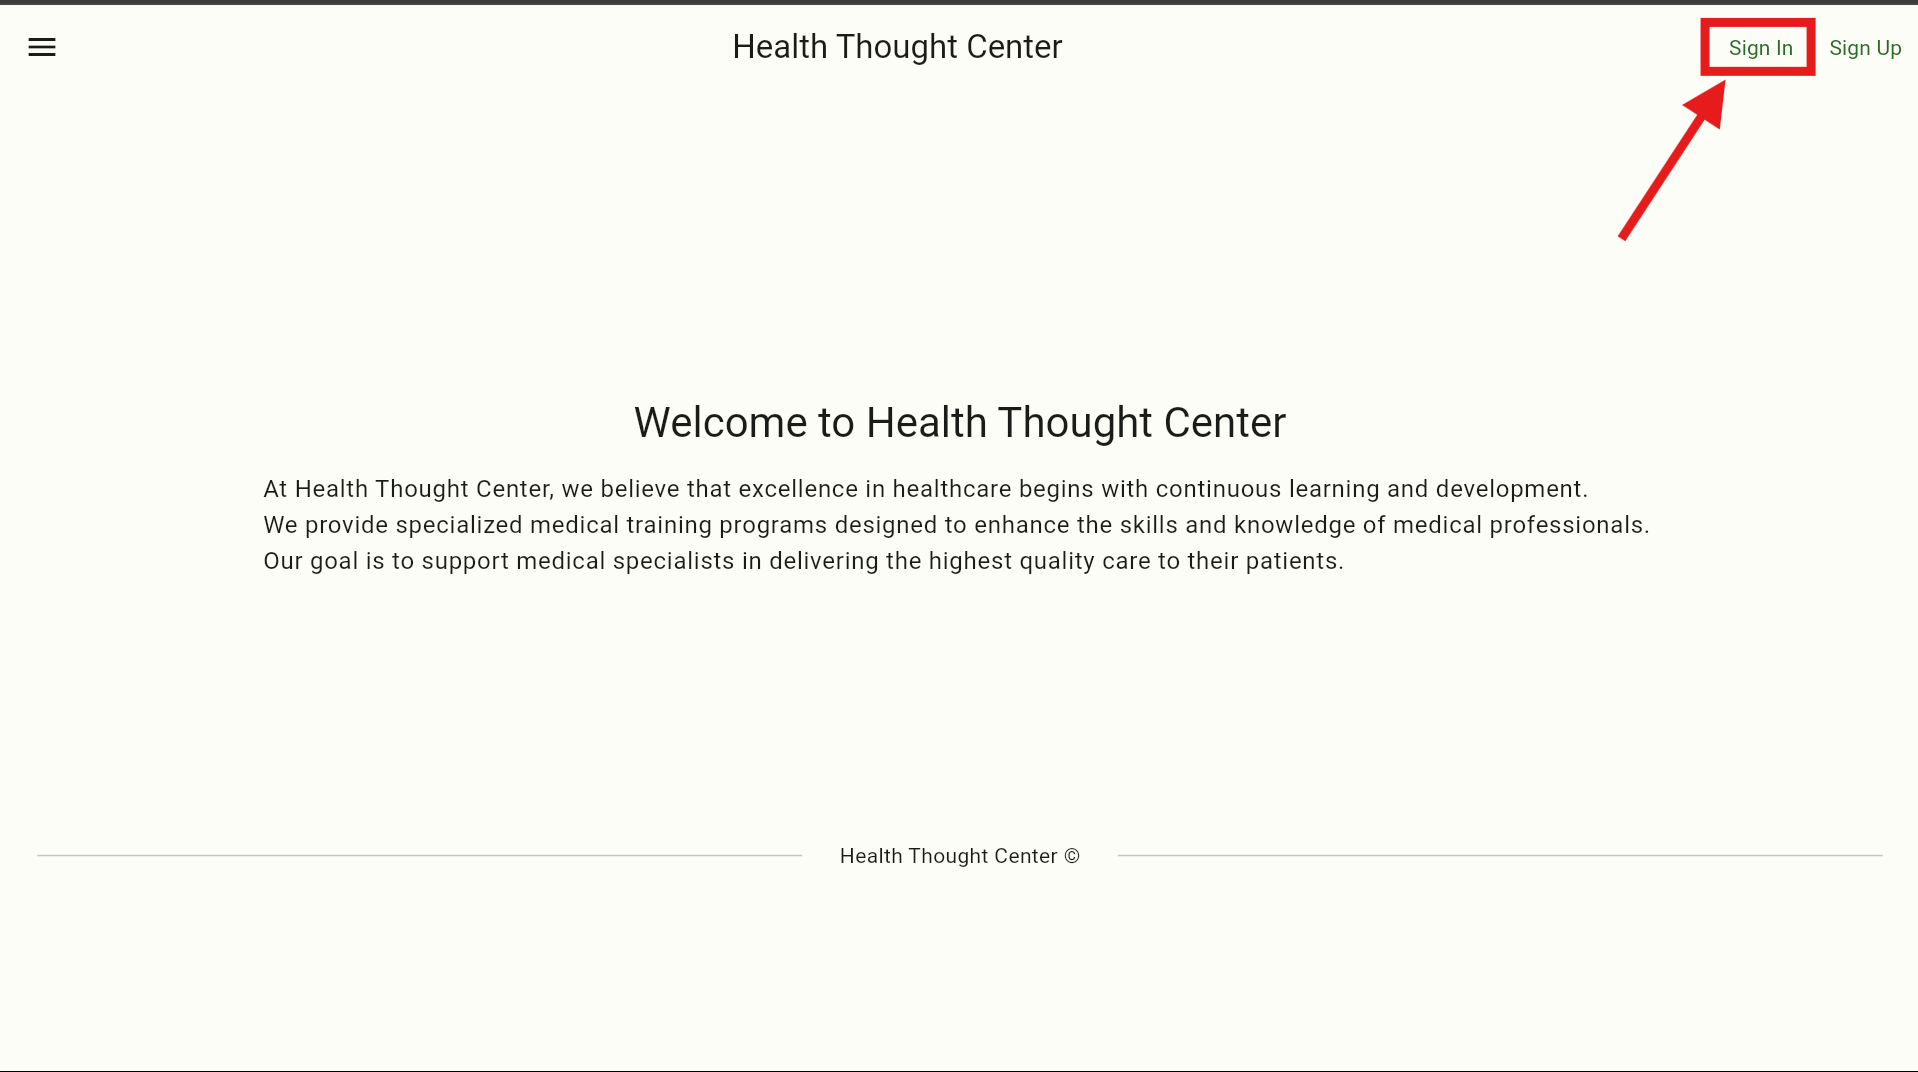 Health Thought Center
Sign In
Sign Up
Welcome to Health Thought Center
At Health Thought Center, we believe that excellence in healthcare begins with continuous learning and development.
We provide specialized medical training programs designed to enhance the skills and knowledge of medical professionals.
Our goal is to support medical specialists in delivering the highest quality care to their patients.
Health Thought Center ©